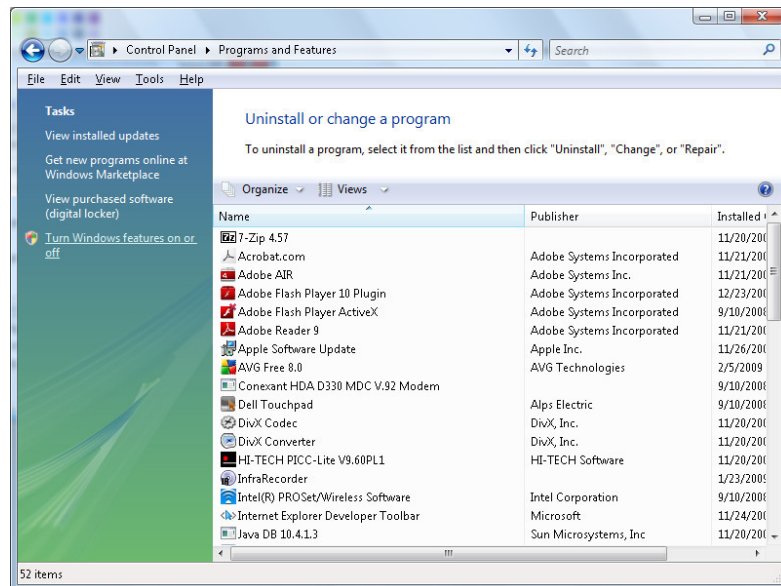 Control Panel ▸ Programs and Features
Search
File Edit View Tools Help
Tasks
View installed updates
Get new programs online at
Windows Marketplace
View purchased software
(digital locker)
Turn Windows features on or
off
Uninstall or change a program
To uninstall a program, select it from the list and then click "Uninstall", "Change", or "Repair".
Organize Views
Name Publisher Installed
7-Zip 4.57 11/20/200
Acrobat.com Adobe Systems Incorporated 11/21/200
Adobe AIR Adobe Systems Inc. 11/21/200
Adobe Flash Player 10 Plugin Adobe Systems Incorporated 12/23/200
Adobe Flash Player ActiveX Adobe Systems Incorporated 9/10/2008
Adobe Reader 9 Adobe Systems Incorporated 11/21/200
Apple Software Update Apple Inc. 11/26/200
AVG Free 8.0 AVG Technologies 2/5/2009
Conexant HDA D330 MDC V.92 Modem 9/10/2008
Dell Touchpad Alps Electric 9/10/2008
DivX Codec DivX, Inc. 11/20/200
DivX Converter DivX, Inc. 11/20/200
HI-TECH PICC-Lite V9.60PL1 HI-TECH Software 11/20/200
InfraRecorder 1/23/2009
Intel(R) PROSet/Wireless Software Intel Corporation 9/10/2008
Internet Explorer Developer Toolbar Microsoft 11/24/200
Java DB 10.4.1.3 Sun Microsystems, Inc 11/20/200
52 items